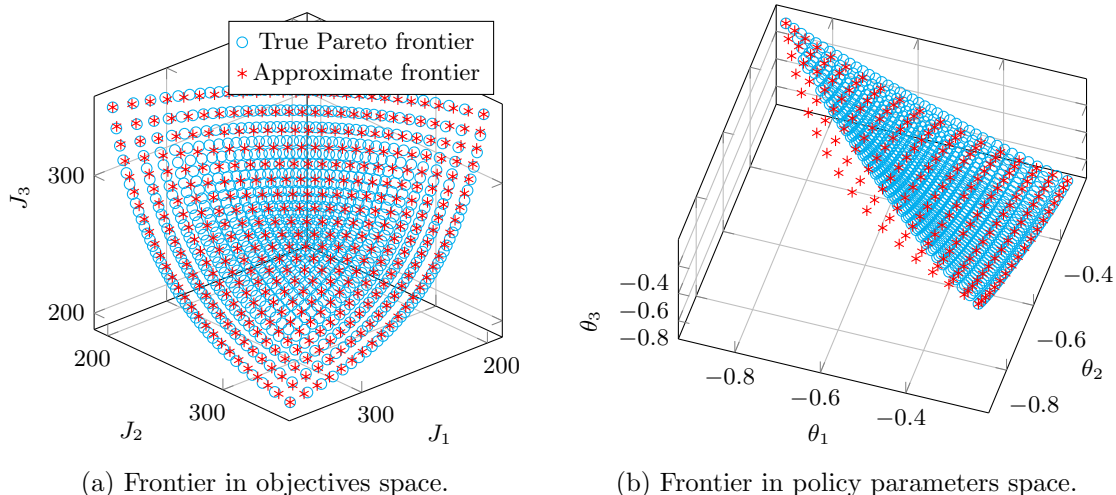 True Pareto frontier
Approximate frontier
300
200
J3
200
300
J2
300
200
J1
(a) Frontier in objectives space.
−0.4
−0.6
−0.8
θ3
−0.8
−0.6
−0.4
θ1
−0.4
−0.6
−0.8
θ2
(b) Frontier in policy parameters space.